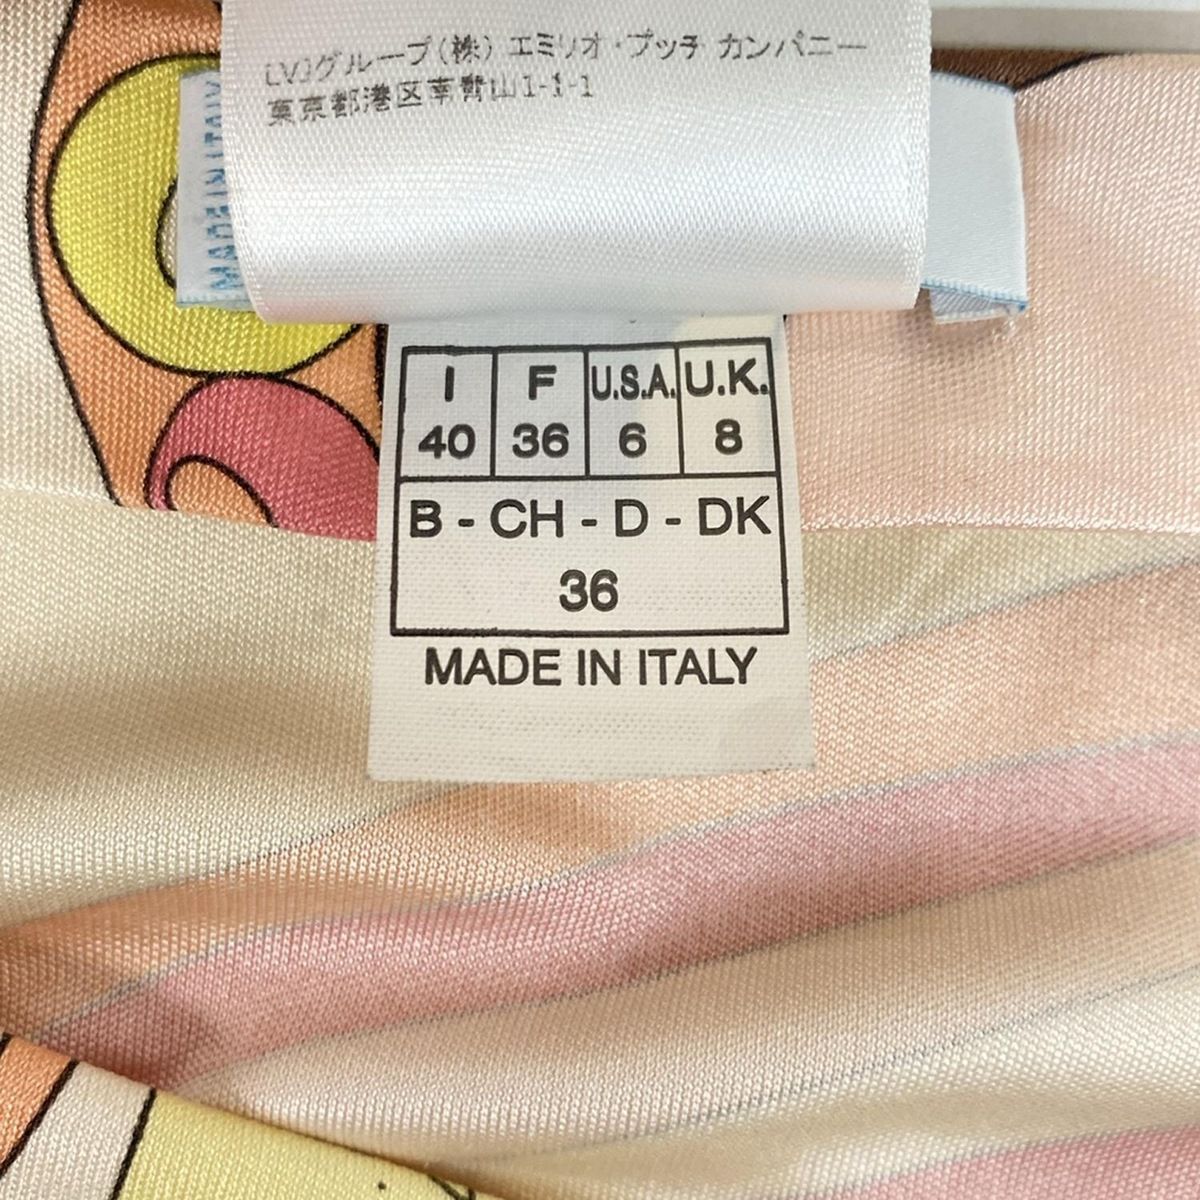 LVJグループ(株) エミリオ・プッチ カンパニー
東京都港区南青山1-1-1
MADE IN ITALY
I F U.S.A. U.K.
40 36 6 8
B - CH - D - DK
36
MADE IN ITALY